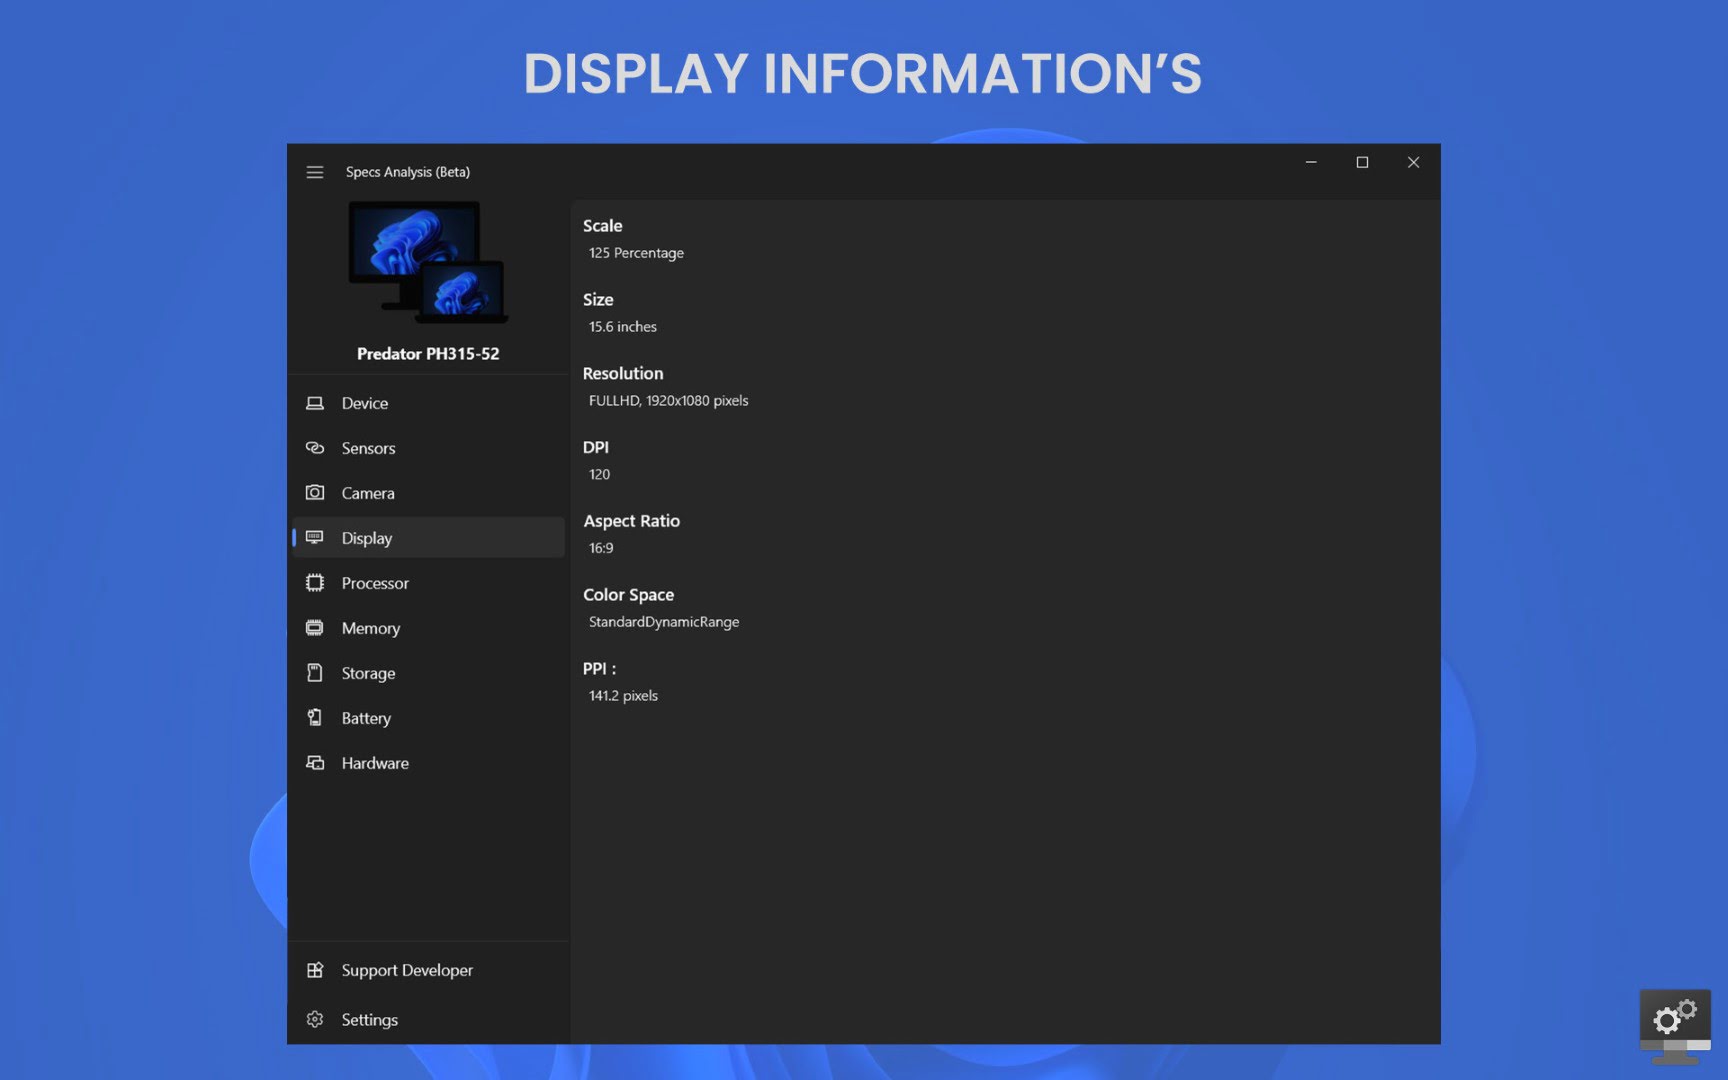 DISPLAY INFORMATION’S
Specs Analysis (Beta)
Predator PH315-52
Device
Sensors
Camera
Display
Processor
Memory
Storage
Battery
Hardware
Support Developer
Settings
Scale
125 Percentage
Size
15.6 inches
Resolution
FULLHD, 1920x1080 pixels
DPI
120
Aspect Ratio
16:9
Color Space
StandardDynamicRange
PPI :
141.2 pixels